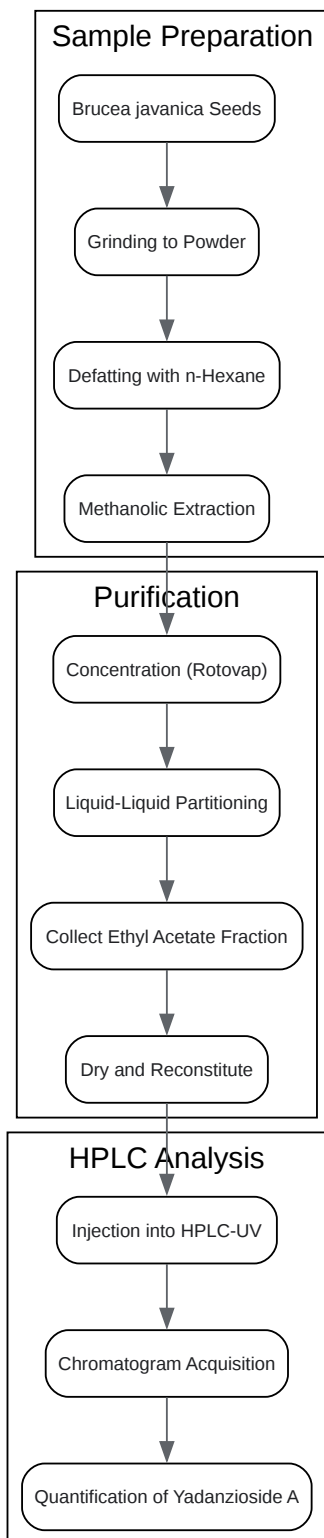 Sample Preparation
Brucea javanica Seeds
Grinding to Powder
Defatting with n-Hexane
Methanolic Extraction
Purification
Concentration (Rotovap)
Liquid-Liquid Partitioning
Collect Ethyl Acetate Fraction
Dry and Reconstitute
HPLC Analysis
Injection into HPLC-UV
Chromatogram Acquisition
Quantification of Yadanzioside A